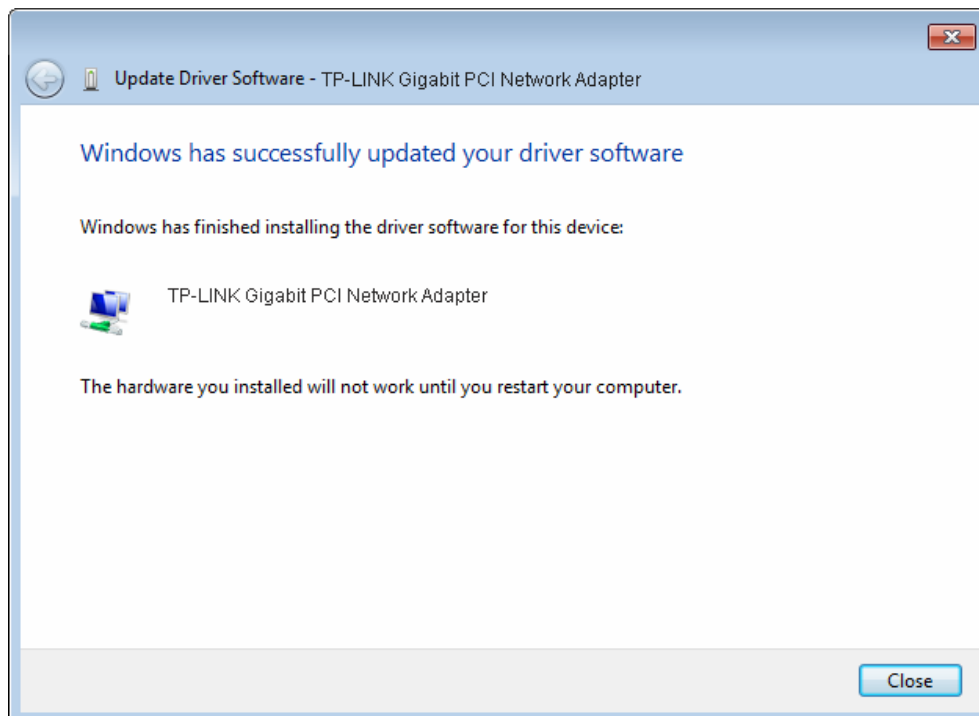 Update Driver Software - TP-LINK Gigabit PCI Network Adapter
Windows has successfully updated your driver software
Windows has finished installing the driver software for this device:
TP-LINK Gigabit PCI Network Adapter
The hardware you installed will not work until you restart your computer.
Close